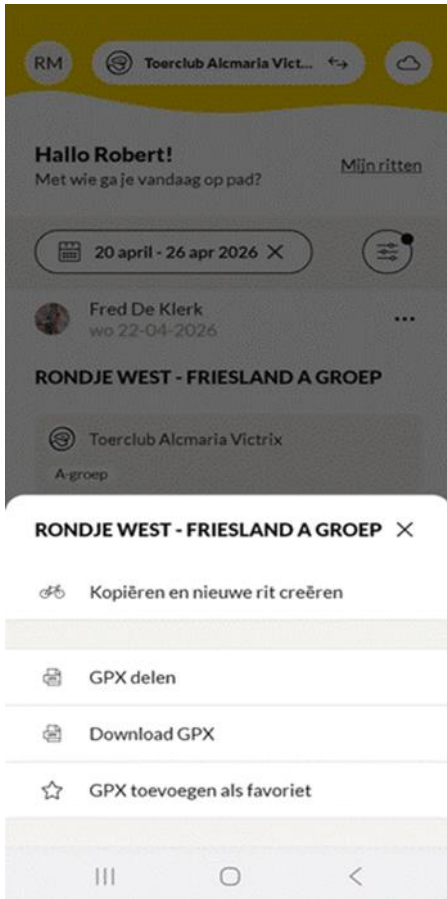 RM
Toerclub Alcmaria Vict...
Hallo Robert!
Met wie ga je vandaag op pad?
Mijn ritten
20 april - 26 apr 2026
Fred De Klerk
wo 22-04-2026
RONDJE WEST - FRIESLAND A GROEP
Toerclub Alcmaria Victrix
A-groep
RONDJE WEST - FRIESLAND A GROEP
Kopiëren en nieuwe rit creëren
GPX delen
Download GPX
GPX toevoegen als favoriet